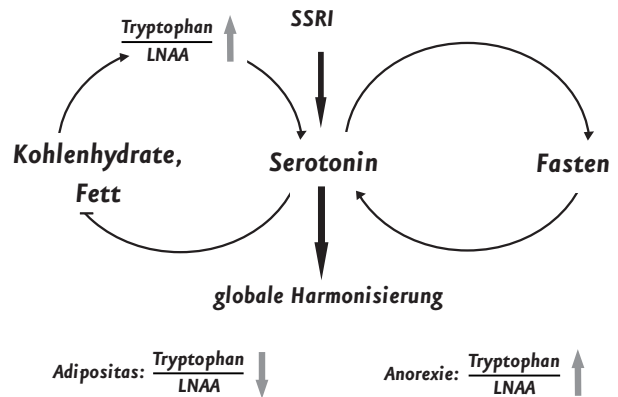 SSRI
Tryptophan
LNAA
Kohlenhydrate,
Fett
Serotonin
Fasten
globale Harmonisierung
Adipositas: Tryptophan
LNAA
Anorexie: Tryptophan
LNAA